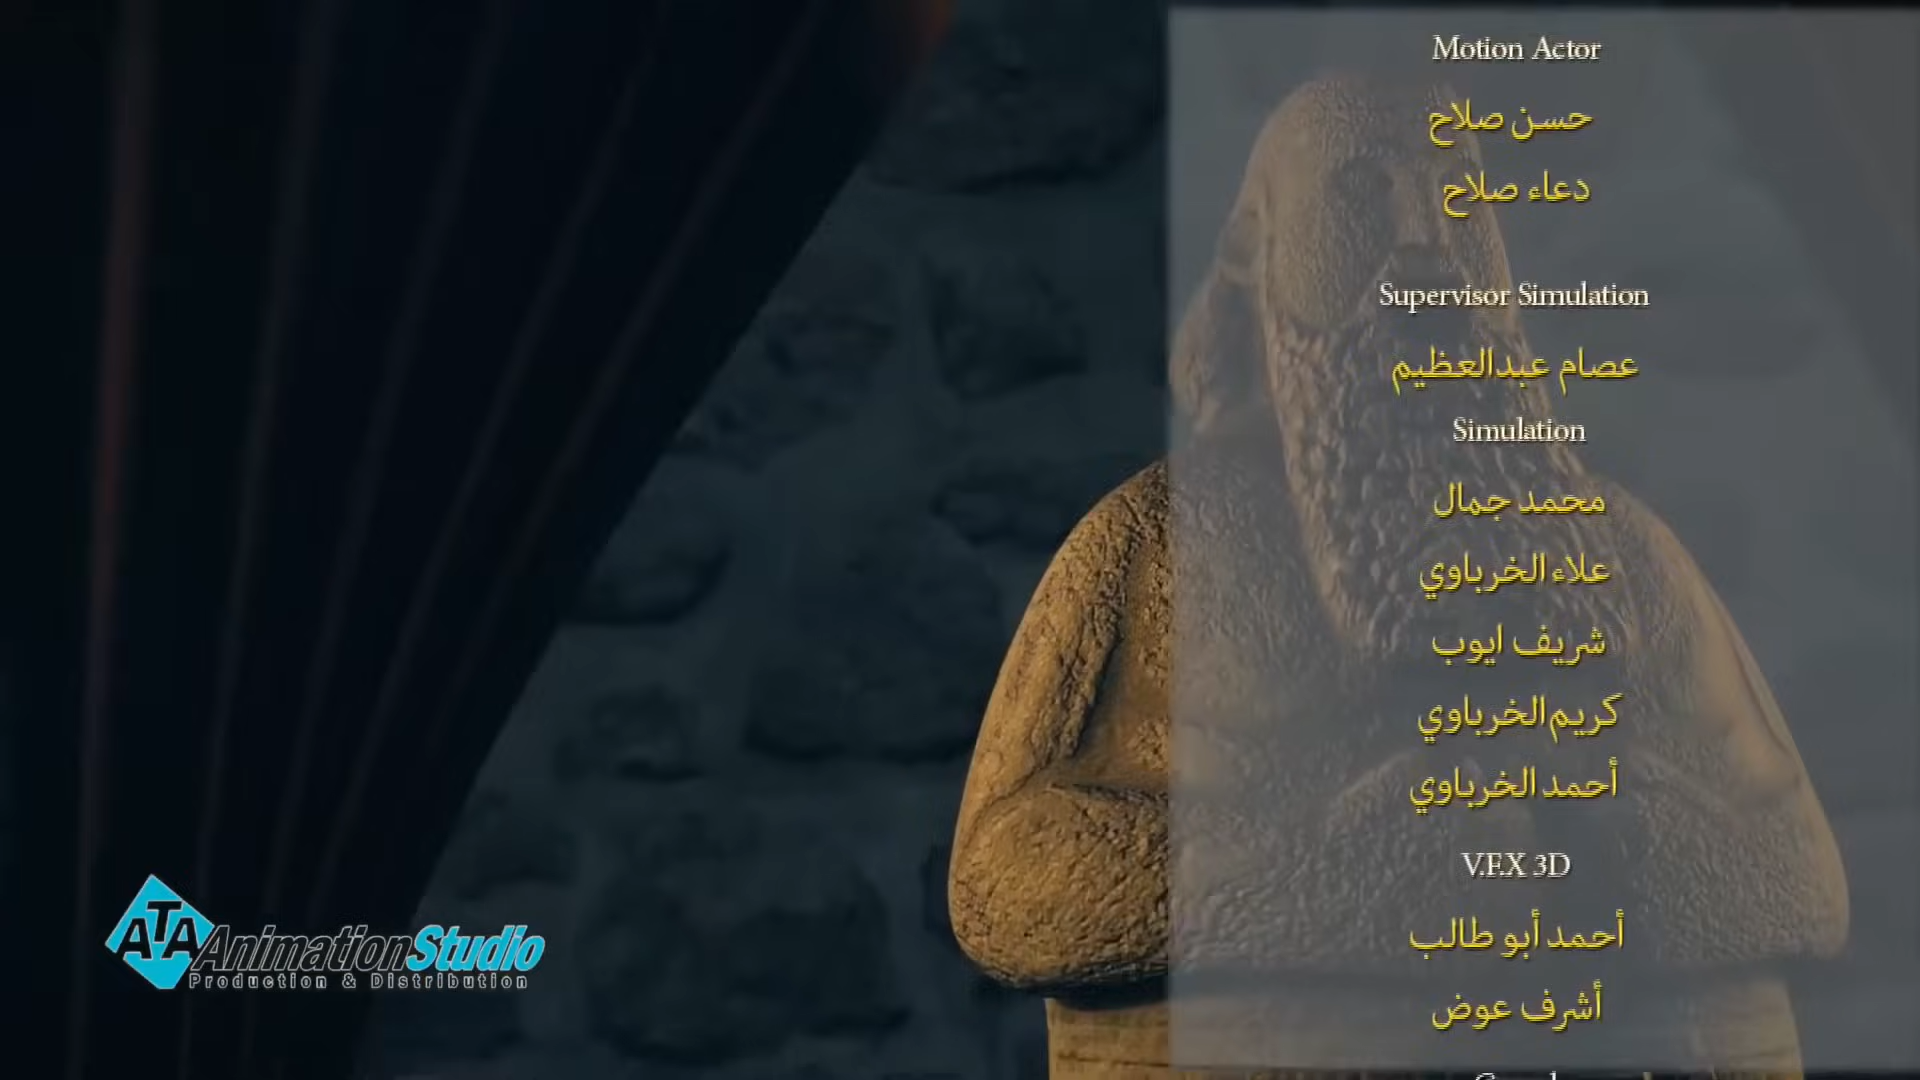 Motion Actor
حسن صلاح
دعاء صلاح
Supervisor Simulation
عصام عبدالعظيم
Simulation
محمد جمال
علاء الخرباوي
شريف ايوب
كريم الخرباوي
أحمد الخرباوي
V.F.X 3D
أحمد أبو طالب
أشرف عوض
ATA Animation Studio
Production & Distribution